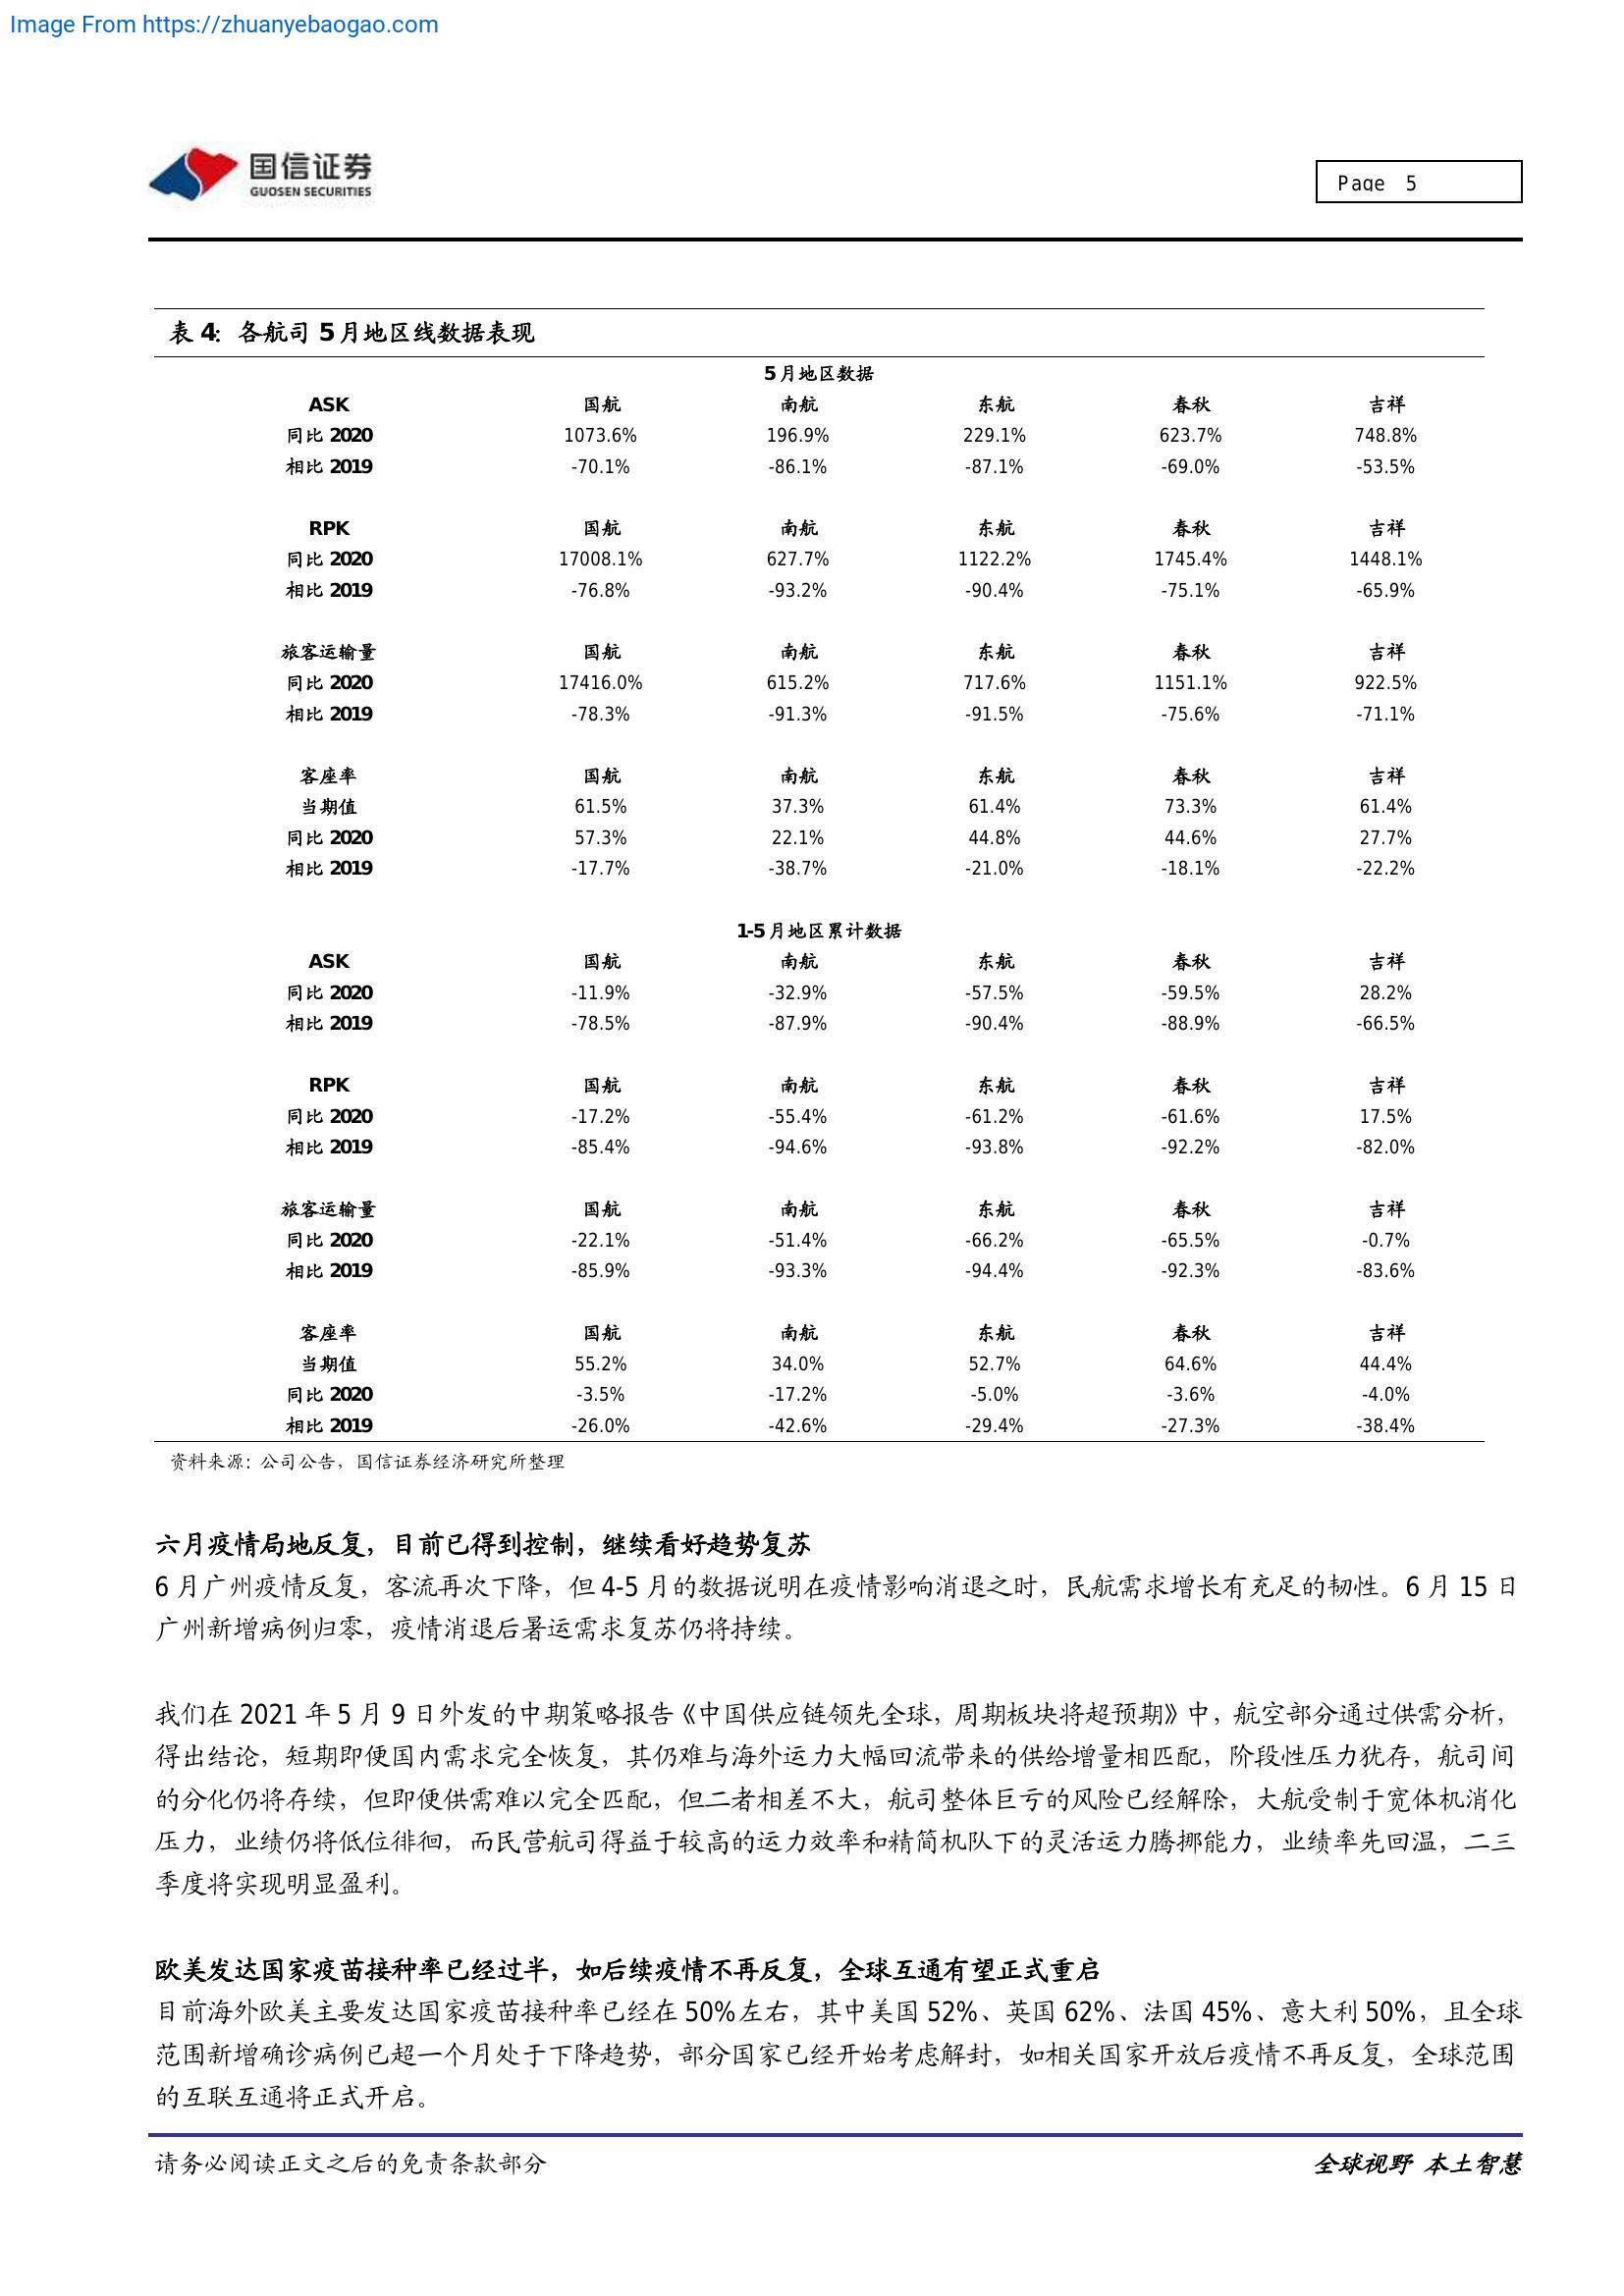 Image From https://zhuanyebaogao.com
国信证券
GUOSEN SECURITIES
Page 5
表 4: 各航司 5 月地区线数据表现
5 月地区数据
ASK 国航 南航 东航 春秋 吉祥
同比 2020 1073.6% 196.9% 229.1% 623.7% 748.8%
相比 2019 -70.1% -86.1% -87.1% -69.0% -53.5%
RPK 国航 南航 东航 春秋 吉祥
同比 2020 17008.1% 627.7% 1122.2% 1745.4% 1448.1%
相比 2019 -76.8% -93.2% -90.4% -75.1% -65.9%
旅客运输量 国航 南航 东航 春秋 吉祥
同比 2020 17416.0% 615.2% 717.6% 1151.1% 922.5%
相比 2019 -78.3% -91.3% -91.5% -75.6% -71.1%
客座率 国航 南航 东航 春秋 吉祥
当期值 61.5% 37.3% 61.4% 73.3% 61.4%
同比 2020 57.3% 22.1% 44.8% 44.6% 27.7%
相比 2019 -17.7% -38.7% -21.0% -18.1% -22.2%
1-5 月地区累计数据
ASK 国航 南航 东航 春秋 吉祥
同比 2020 -11.9% -32.9% -57.5% -59.5% 28.2%
相比 2019 -78.5% -87.9% -90.4% -88.9% -66.5%
RPK 国航 南航 东航 春秋 吉祥
同比 2020 -17.2% -55.4% -61.2% -61.6% 17.5%
相比 2019 -85.4% -94.6% -93.8% -92.2% -82.0%
旅客运输量 国航 南航 东航 春秋 吉祥
同比 2020 -22.1% -51.4% -66.2% -65.5% -0.7%
相比 2019 -85.9% -93.3% -94.4% -92.3% -83.6%
客座率 国航 南航 东航 春秋 吉祥
当期值 55.2% 34.0% 52.7% 64.6% 44.4%
同比 2020 -3.5% -17.2% -5.0% -3.6% -4.0%
相比 2019 -26.0% -42.6% -29.4% -27.3% -38.4%
资料来源：公司公告，国信证券经济研究所整理
六月疫情局地反复，目前已得到控制，继续看好趋势复苏
6 月广州疫情反复，客流再次下降，但 4-5 月的数据说明在疫情影响消退之时，民航需求增长有充足的韧性。6 月 15 日
广州新增病例归零，疫情消退后暑运需求复苏仍将持续。
我们在 2021 年 5 月 9 日外发的中期策略报告《中国供应链领先全球，周期板块将超预期》中，航空部分通过供需分析，
得出结论，短期即便国内需求完全恢复，其仍难与海外运力大幅回流带来的供给增量相匹配，阶段性压力犹存，航司间
的分化仍将存续，但即便供需难以完全匹配，但二者相差不大，航司整体巨亏的风险已经解除，大航受制于宽体机消化
压力，业绩仍将低位徘徊，而民营航司得益于较高的运力效率和精简机队下的灵活运力腾挪能力，业绩率先回温，二三
季度将实现明显盈利。
欧美发达国家疫苗接种率已经过半，如后续疫情不再反复，全球互通有望正式重启
目前海外欧美主要发达国家疫苗接种率已经在 50%左右，其中美国 52%、英国 62%、法国 45%、意大利 50%，且全球
范围新增确诊病例已超一个月处于下降趋势，部分国家已经开始考虑解封，如相关国家开放后疫情不再反复，全球范围
的互联互通将正式开启。
请务必阅读正文之后的免责条款部分 全球视野 本土智慧